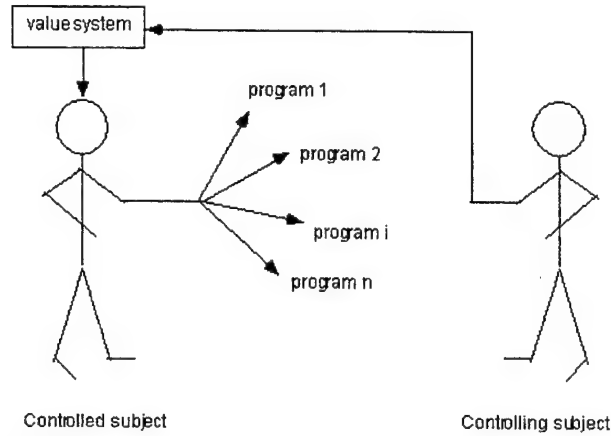 value system
program 1
program 2
program i
program n
Controlled subject
Controlling subject